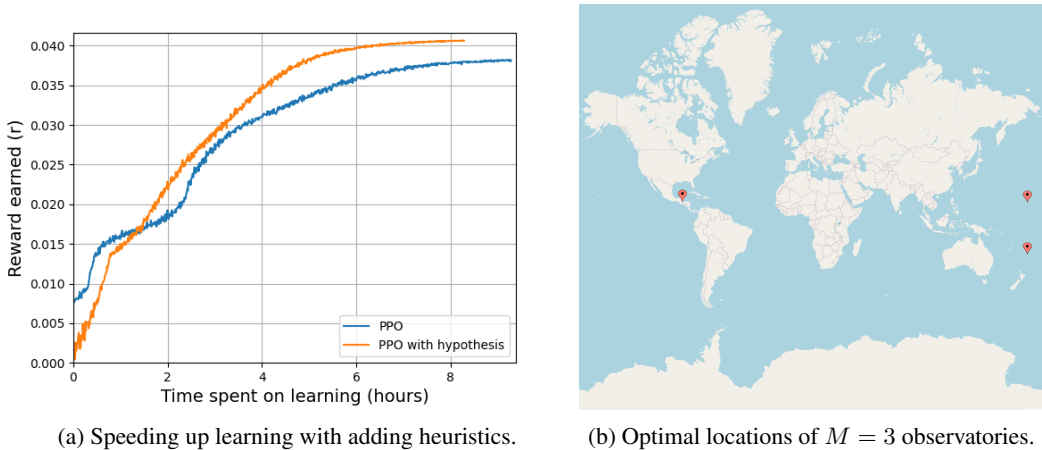 0.040
0.035
0.030
0.025
0.020
0.015
0.010
0.005
0.000
Reward earned (r)
PPO
PPO with hypothesis
0 2 4 6 8
Time spent on learning (hours)
(a) Speeding up learning with adding heuristics.
(b) Optimal locations of M = 3 observatories.